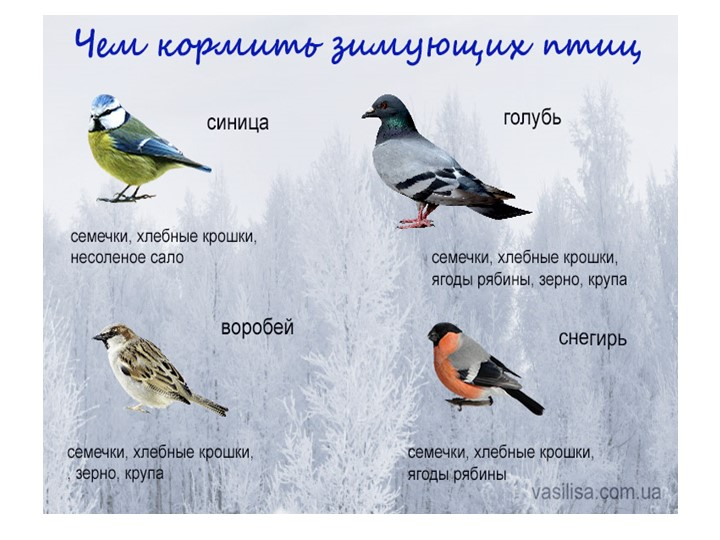 Чем кормить зимующих птиц
синица
голубь
семечки, хлебные крошки,
несоленое сало
семечки, хлебные крошки,
ягоды рябины, зерно, крупа
воробей
снегирь
семечки, хлебные крошки,
, зерно, крупа
семечки, хлебные крошки,
ягоды рябины
vasilisa.com.ua